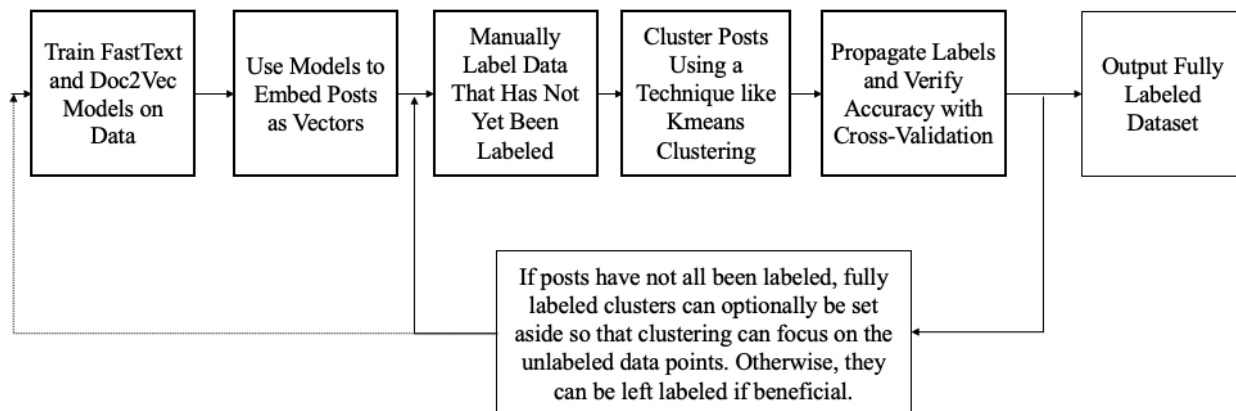 Train FastText
and Doc2Vec
Models on
Data
Use Models to
Embed Posts
as Vectors
Manually
Label Data
That Has Not
Yet Been
Labeled
Cluster Posts
Using a
Technique like
Kmeans
Clustering
Propagate Labels
and Verify
Accuracy with
Cross-Validation
Output Fully
Labeled
Dataset
If posts have not all been labeled, fully
labeled clusters can optionally be set
aside so that clustering can focus on the
unlabeled data points. Otherwise, they
can be left labeled if beneficial.